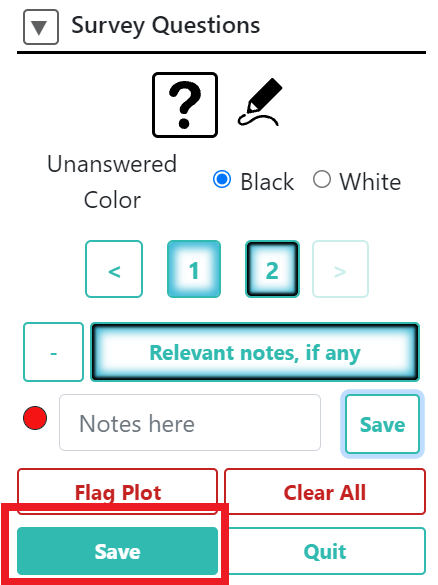 ▼ Survey Questions
?
Unanswered
Color
Black
White
< 1 2 >
- Relevant notes, if any
Notes here Save
Flag Plot Clear All
Save Quit